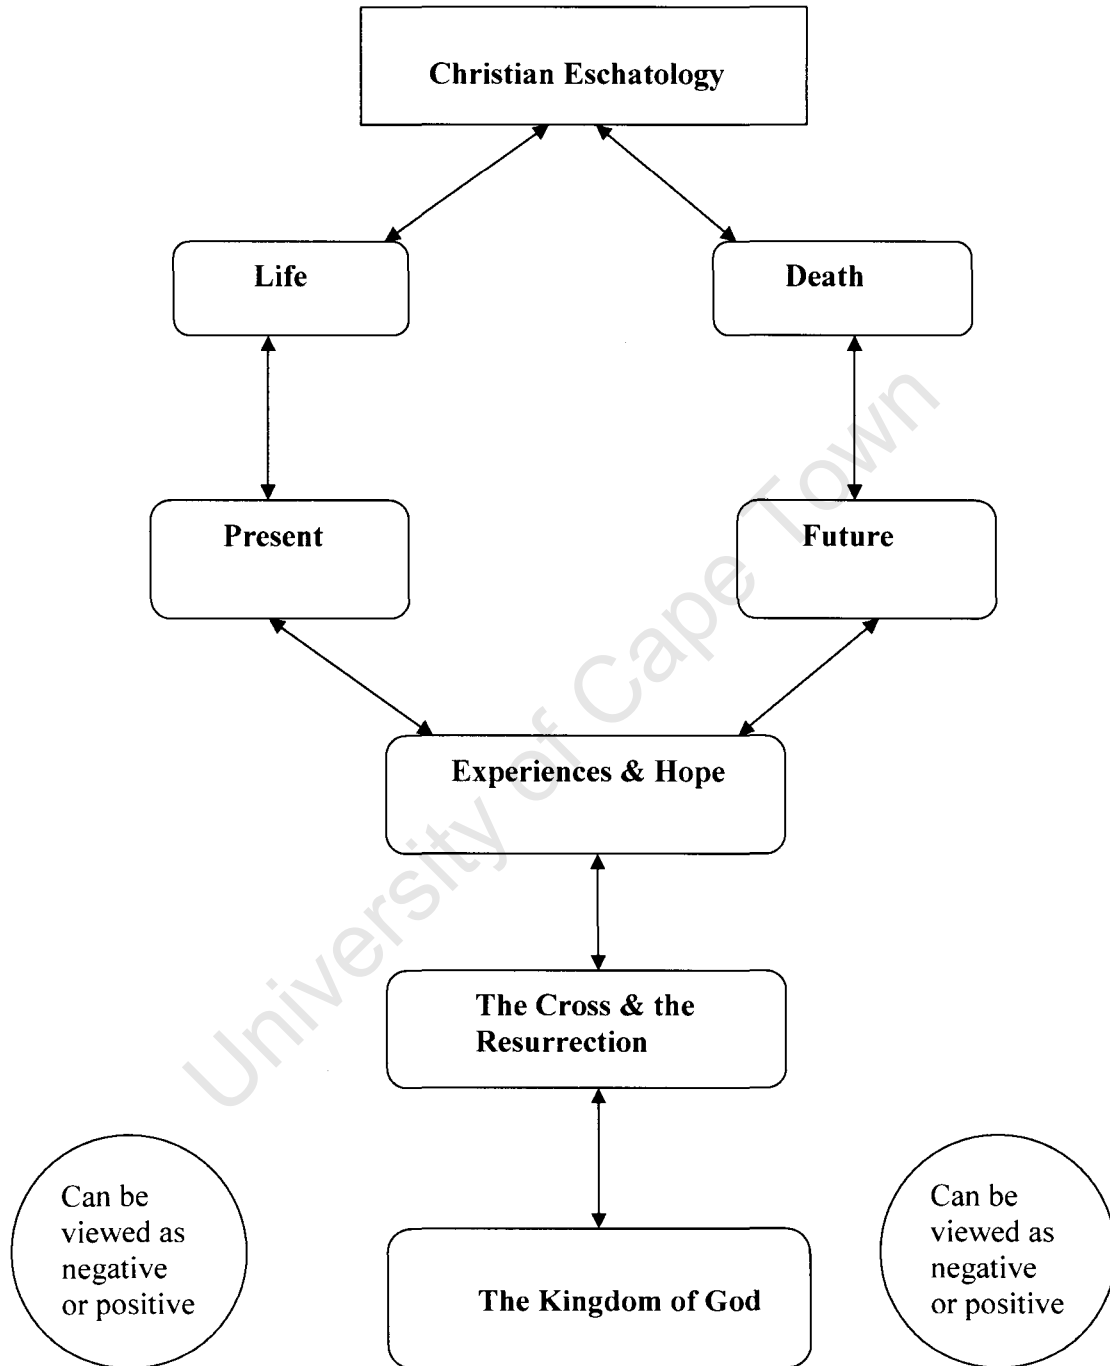 Christian Eschatology
Life
Death
Present
Future
Experiences & Hope
The Cross & the
Resurrection
The Kingdom of God
Can be
viewed as
negative
or positive
Can be
viewed as
negative
or positive
University of Cape Town